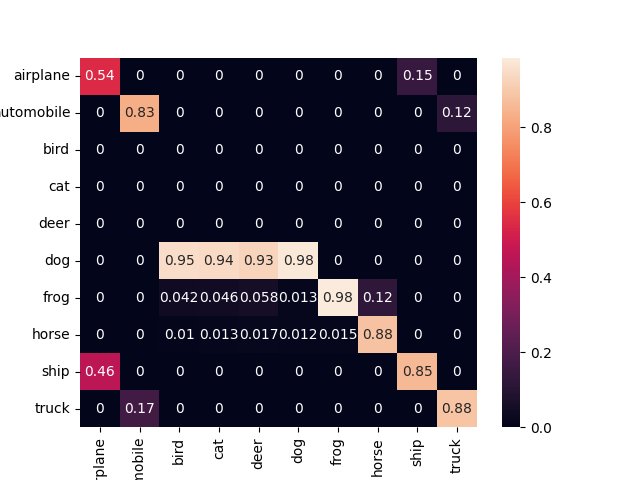 airplane 0.54 0 0 0 0 0 0 0 0.15 0
utomobile 0 0.83 0 0 0 0 0 0 0 0.12
bird 0 0 0 0 0 0 0 0 0 0
cat 0 0 0 0 0 0 0 0 0 0
deer 0 0 0 0 0 0 0 0 0 0
dog 0 0 0.95 0.94 0.93 0.98 0 0 0 0
frog 0 0 0.042 0.046 0.058 0.013 0.98 0.12 0 0
horse 0 0 0.01 0.013 0.017 0.012 0.015 0.88 0 0
ship 0.46 0 0 0 0 0 0 0 0.85 0
truck 0 0.17 0 0 0 0 0 0 0 0.88
rplane mobile bird cat deer dog frog horse ship truck
0.8
0.6
0.4
0.2
0.0